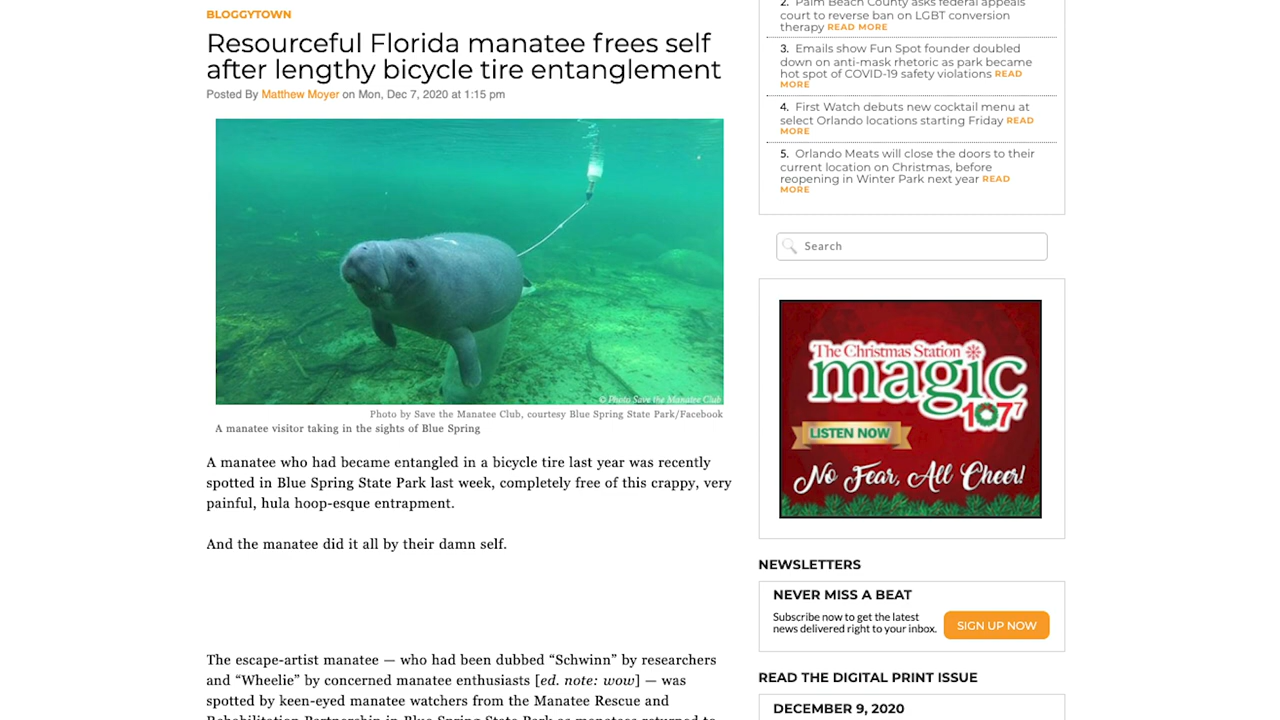 BLOGGYTOWN
Resourceful Florida manatee frees self
after lengthy bicycle tire entanglement
Posted By Matthew Moyer on Mon, Dec 7, 2020 at 1:15 pm
© Photo Save the Manatee Club
Photo by Save the Manatee Club, courtesy Blue Spring State Park/Facebook
A manatee visitor taking in the sights of Blue Spring
A manatee who had became entangled in a bicycle tire last year was recently
spotted in Blue Spring State Park last week, completely free of this crappy, very
painful, hula hoop-esque entrapment.
And the manatee did it all by their damn self.
The escape-artist manatee — who had been dubbed “Schwinn” by researchers
and “Wheelie” by concerned manatee enthusiasts [ed. note: wow] — was
spotted by keen-eyed manatee watchers from the Manatee Rescue and
Rehabilitation Partnership in Blue Spring State Park as manatees returned to
2. Palm Beach County asks federal appeals
court to reverse ban on LGBT conversion
therapy READ MORE
3. Emails show Fun Spot founder doubled
down on anti-mask rhetoric as park became
hot spot of COVID-19 safety violations READ
MORE
4. First Watch debuts new cocktail menu at
select Orlando locations starting Friday READ
MORE
5. Orlando Meats will close the doors to their
current location on Christmas, before
reopening in Winter Park next year READ
MORE
Search
The Christmas Station
magic
107.7
LISTEN NOW
No Fear, All Cheer!
NEWSLETTERS
NEVER MISS A BEAT
Subscribe now to get the latest
news delivered right to your inbox.
SIGN UP NOW
READ THE DIGITAL PRINT ISSUE
DECEMBER 9, 2020